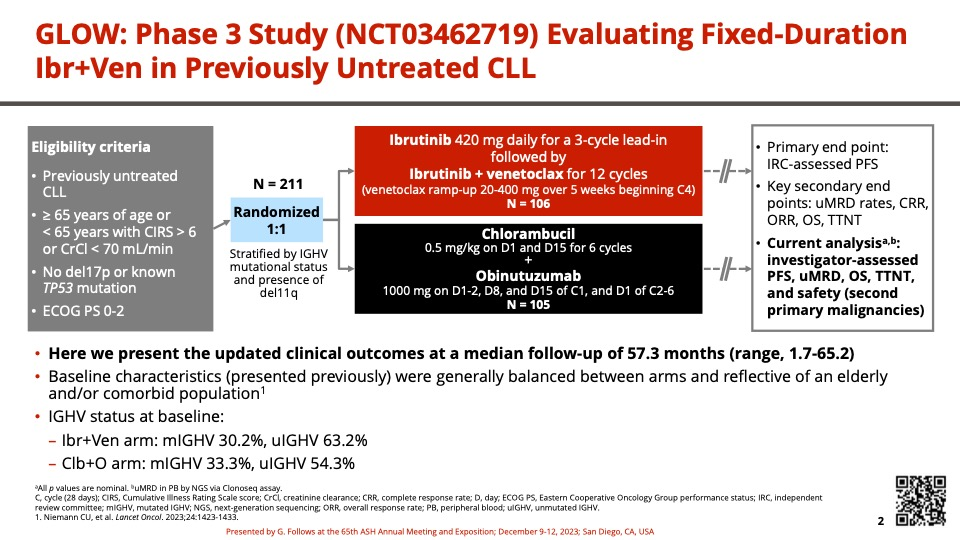 GLOW: Phase 3 Study (NCT03462719) Evaluating Fixed-Duration
Ibr+Ven in Previously Untreated CLL
Eligibility criteria
• Previously untreated
CLL
• ≥ 65 years of age or
< 65 years with CIRS > 6
or CrCl < 70 mL/min
• No del17p or known
TP53 mutation
• ECOG PS 0-2
N = 211
Randomized
1:1
Stratified by IGHV
mutational status
and presence of
del11q
Ibrutinib 420 mg daily for a 3-cycle lead-in
followed by
Ibrutinib + venetoclax for 12 cycles
(venetoclax ramp-up 20-400 mg over 5 weeks beginning C4)
N = 106
Chlorambucil
0.5 mg/kg on D1 and D15 for 6 cycles
+
Obinutuzumab
1000 mg on D1-2, D8, and D15 of C1, and D1 of C2-6
N = 105
• Primary end point:
IRC-assessed PFS
• Key secondary end
points: uMRD rates, CRR,
ORR, OS, TTNT
• Current analysisᵃ,ᵇ:
investigator-assessed
PFS, uMRD, OS, TTNT,
and safety (second
primary malignancies)
• Here we present the updated clinical outcomes at a median follow-up of 57.3 months (range, 1.7-65.2)
• Baseline characteristics (presented previously) were generally balanced between arms and reflective of an elderly
and/or comorbid population¹
• IGHV status at baseline:
– Ibr+Ven arm: mIGHV 30.2%, uIGHV 63.2%
– Clb+O arm: mIGHV 33.3%, uIGHV 54.3%
ᵃAll p values are nominal. ᵇuMRD in PB by NGS via Clonoseq assay.
C, cycle (28 days); CIRS, Cumulative Illness Rating Scale score; CrCl, creatinine clearance; CRR, complete response rate; D, day; ECOG PS, Eastern Cooperative Oncology Group performance status; IRC, independent
review committee; mIGHV, mutated IGHV; NGS, next-generation sequencing; ORR, overall response rate; PB, peripheral blood; uIGHV, unmutated IGHV.
1. Niemann CU, et al. Lancet Oncol. 2023;24:1423-1433.
2
Presented by G. Follows at the 65th ASH Annual Meeting and Exposition; December 9-12, 2023; San Diego, CA, USA